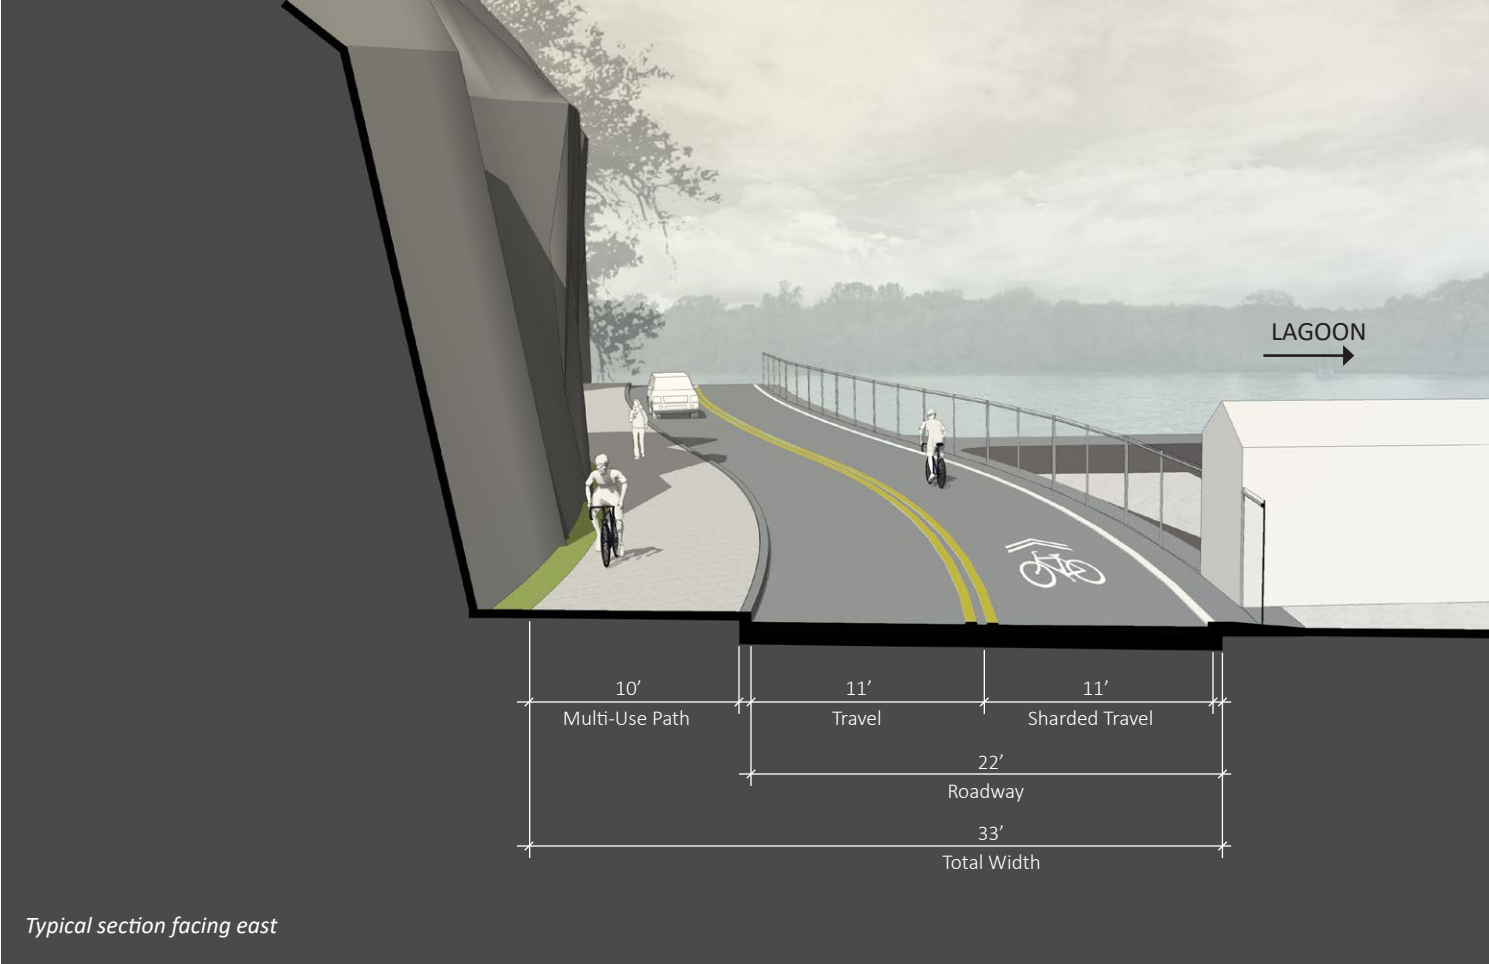 LAGOON
10’
Multi-Use Path
11’
Travel
11’
Sharded Travel
22’
Roadway
33’
Total Width
Typical section facing east